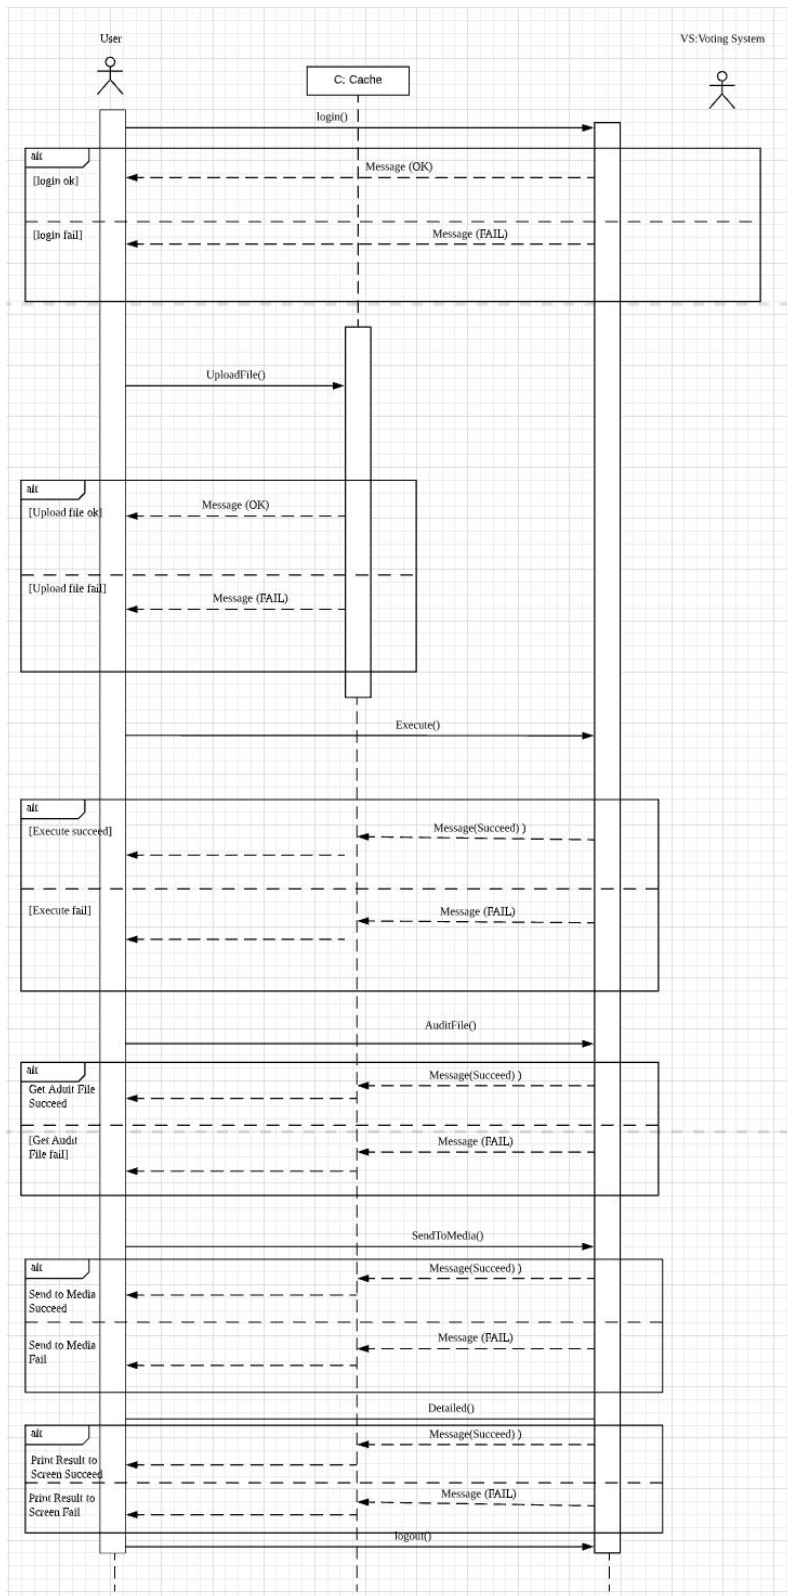 User
VS:Voting System
C: Cache
login()
alt
Message (OK)
[login ok]
[login fail]
Message (FAIL)
UploadFile()
alt
Message (OK)
[Upload file ok]
[Upload file fail]
Message (FAIL)
Execute()
alt
Message(Succeed) )
[Execute succeed]
[Execute fail]
Message (FAIL)
AuditFile()
alt
Message(Succeed) )
Get Aduit File
Succeed
[Get Audit
File fail]
Message (FAIL)
SendToMedia()
alt
Message(Succeed) )
Send to Media
Succeed
Message (FAIL)
Send to Media
Fail
Detailed()
alt
Message(Succeed) )
Print Result to
Screen Succeed
Message (FAIL)
Print Result to
Screen Fail
logout()